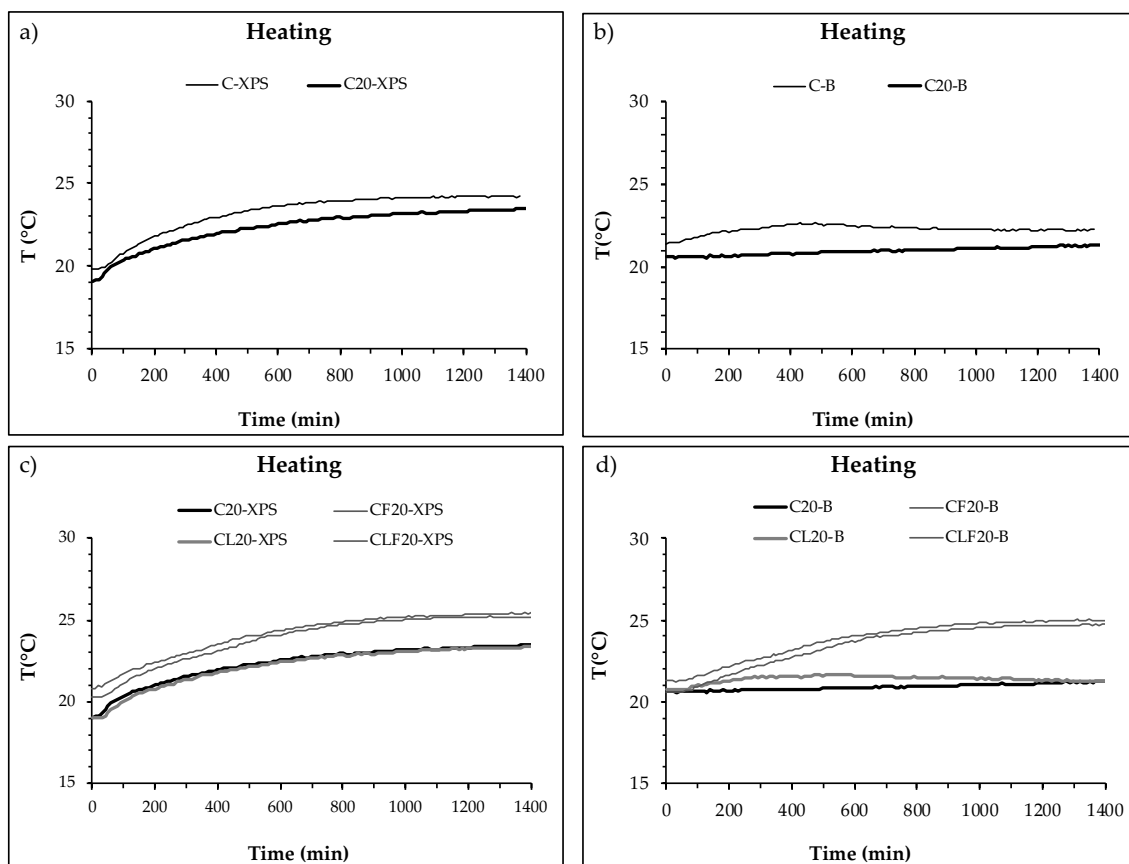 a) Heating
C-XPS C20-XPS
30
25
20
15
T (°C)
0 200 400 600 800 1000 1200 1400
Time (min)
b) Heating
C-B C20-B
30
25
20
15
T(°C)
0 200 400 600 800 1000 1200 1400
Time (min)
c) Heating
C20-XPS CF20-XPS
CL20-XPS CLF20-XPS
30
25
20
15
T(°C)
0 200 400 600 800 1000 1200 1400
Time (min)
d) Heating
C20-B CF20-B
CL20-B CLF20-B
30
25
20
15
T(°C)
0 200 400 600 800 1000 1200 1400
Time (min)